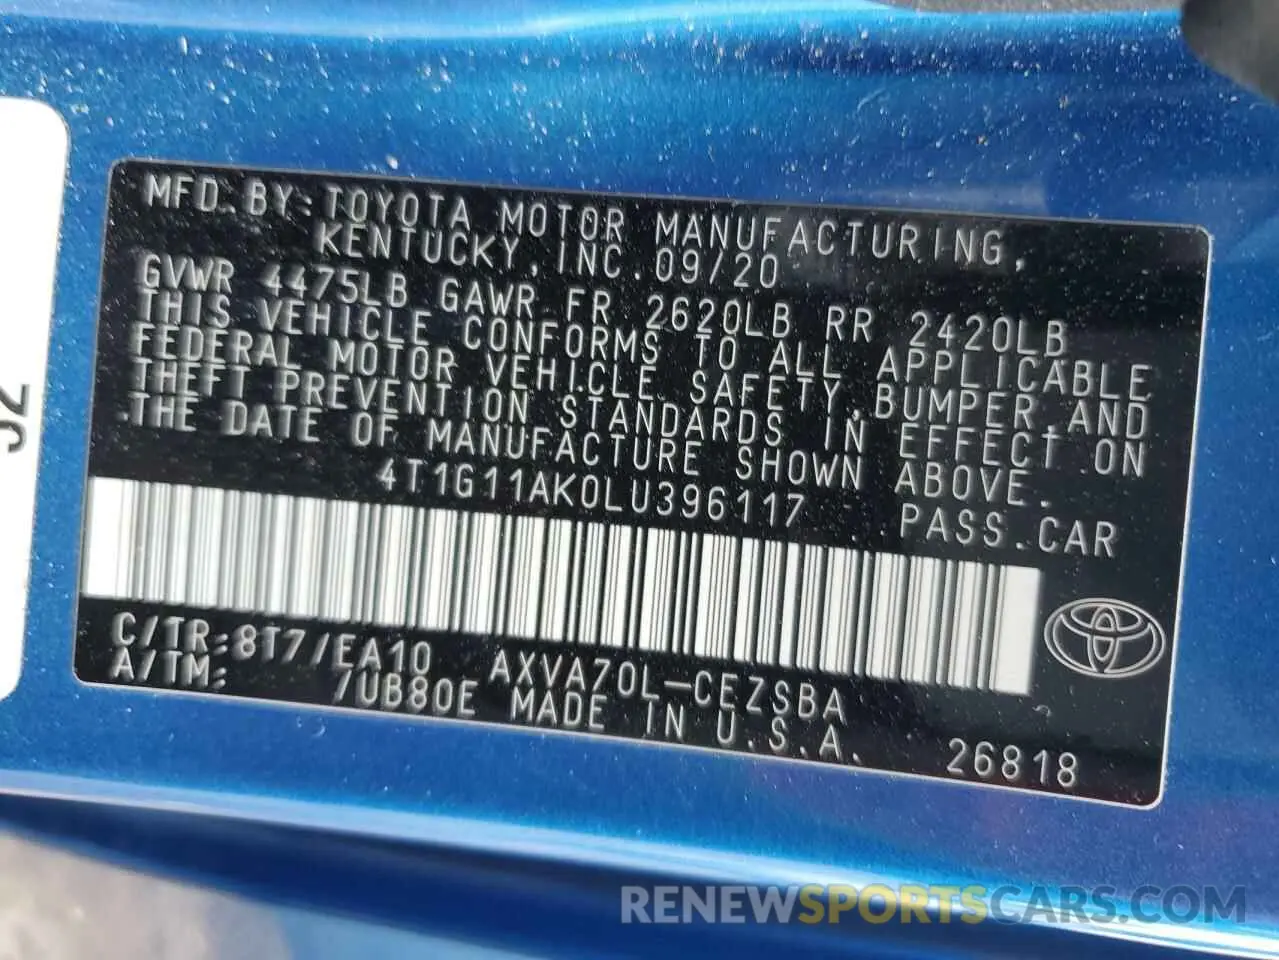 MFD.BY:TOYOTA MOTOR MANUFACTURING,
KENTUCKY,INC.09/20
GVWR 4475LB GAWR FR 2620LB RR 2420LB
THIS VEHICLE CONFORMS TO ALL APPLICABLE
FEDERAL MOTOR VEHICLE SAFETY,BUMPER,AND
THEFT PREVENTION STANDARDS IN EFFECT ON
THE DATE OF MANUFACTURE SHOWN ABOVE.
4T1G11AK0LU396117 PASS.CAR
C/TR:8T7//EA10 AXVA70L-CEZSBA
A/TM: /UB80E MADE IN U.S.A. 26818
RENEWSPORTSCARS.COM